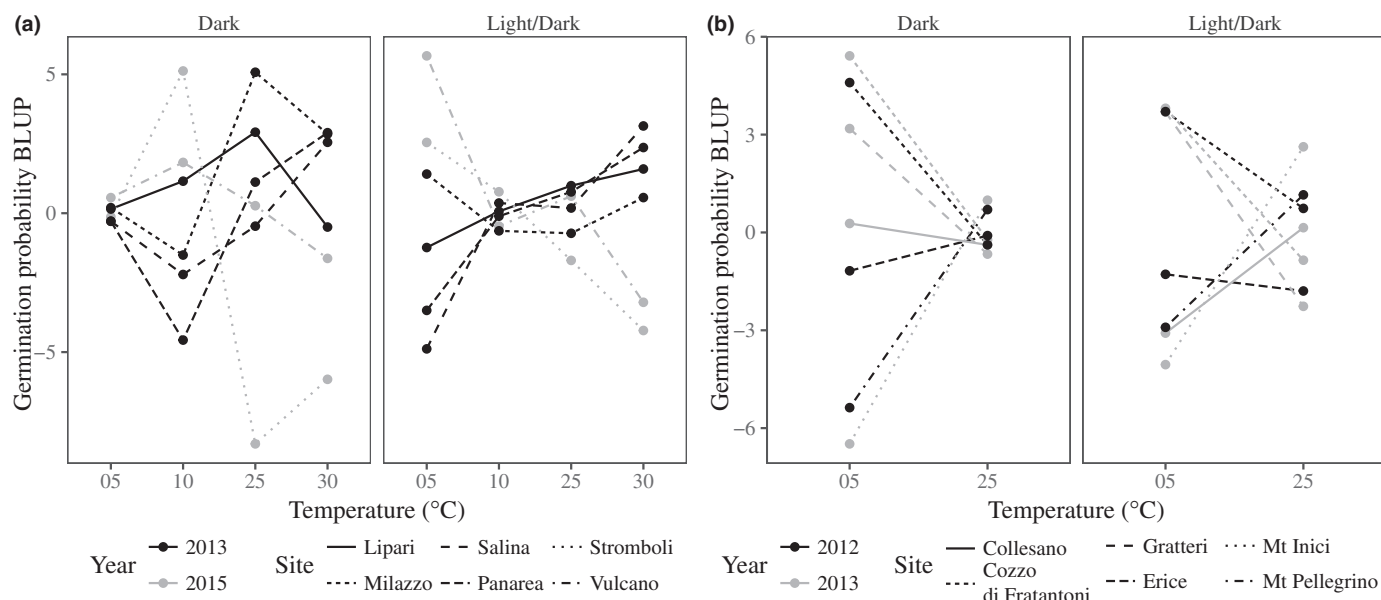 (a) Dark Light/Dark
Germination probability BLUP
5
0
−5
05 10 25 30 05 10 25 30
Temperature (°C)
Year 2013 2015
Site Lipari Salina Stromboli
Milazzo Panarea Vulcano
(b) Dark Light/Dark
Germination probability BLUP
6
3
0
−3
−6
05 25 05 25
Temperature (°C)
Year 2012 2013
Site Collesano Gratteri Mt Inici
Cozzo
di Fratantoni Erice Mt Pellegrino